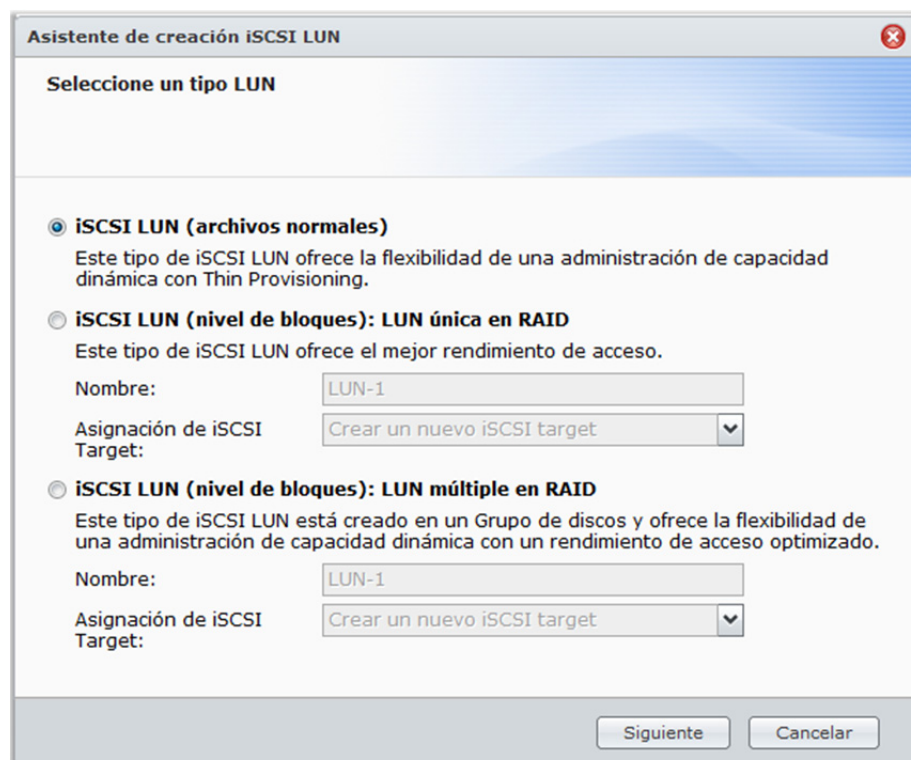 Asistente de creación iSCSI LUN
Seleccione un tipo LUN
iSCSI LUN (archivos normales)
Este tipo de iSCSI LUN ofrece la flexibilidad de una administración de capacidad
dinámica con Thin Provisioning.
iSCSI LUN (nivel de bloques): LUN única en RAID
Este tipo de iSCSI LUN ofrece el mejor rendimiento de acceso.
Nombre: LUN-1
Asignación de iSCSI Crear un nuevo iSCSI target
Target:
iSCSI LUN (nivel de bloques): LUN múltiple en RAID
Este tipo de iSCSI LUN está creado en un Grupo de discos y ofrece la flexibilidad de
una administración de capacidad dinámica con un rendimiento de acceso optimizado.
Nombre: LUN-1
Asignación de iSCSI Crear un nuevo iSCSI target
Target:
Siguiente Cancelar